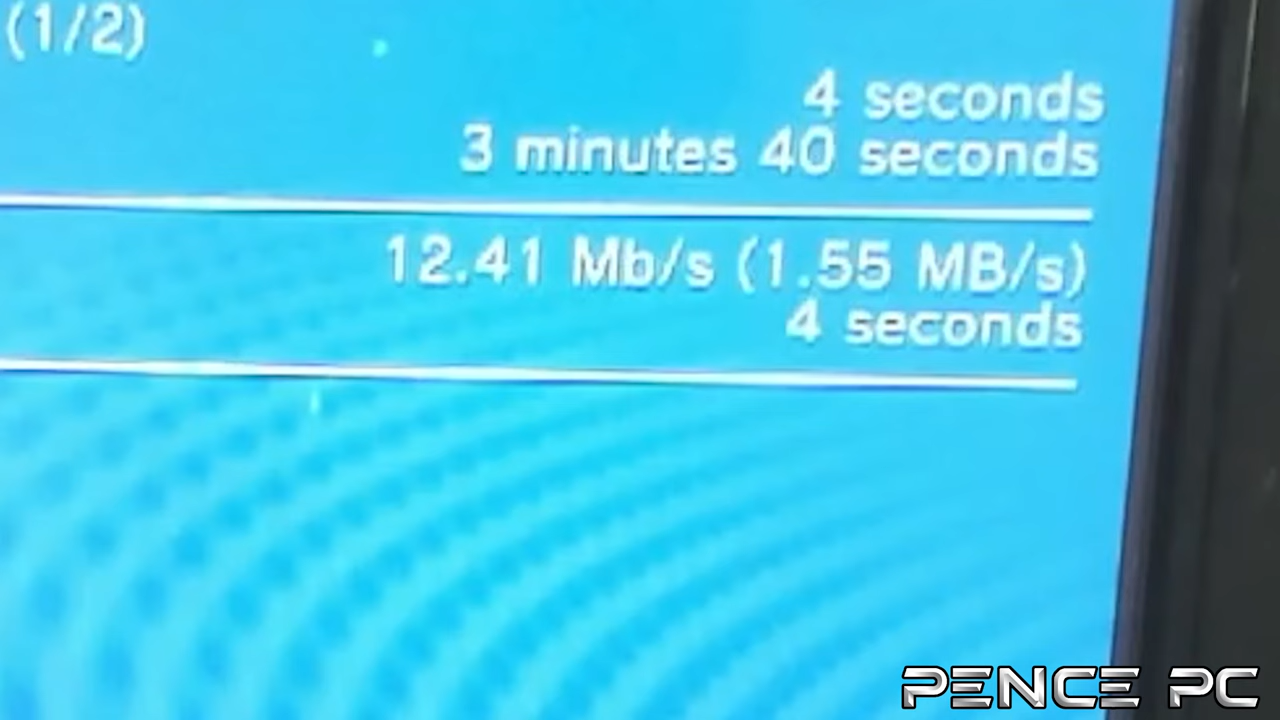 (1/2)
4 seconds
3 minutes 40 seconds
12.41 Mb/s (1.55 MB/s)
4 seconds
PENCE PC